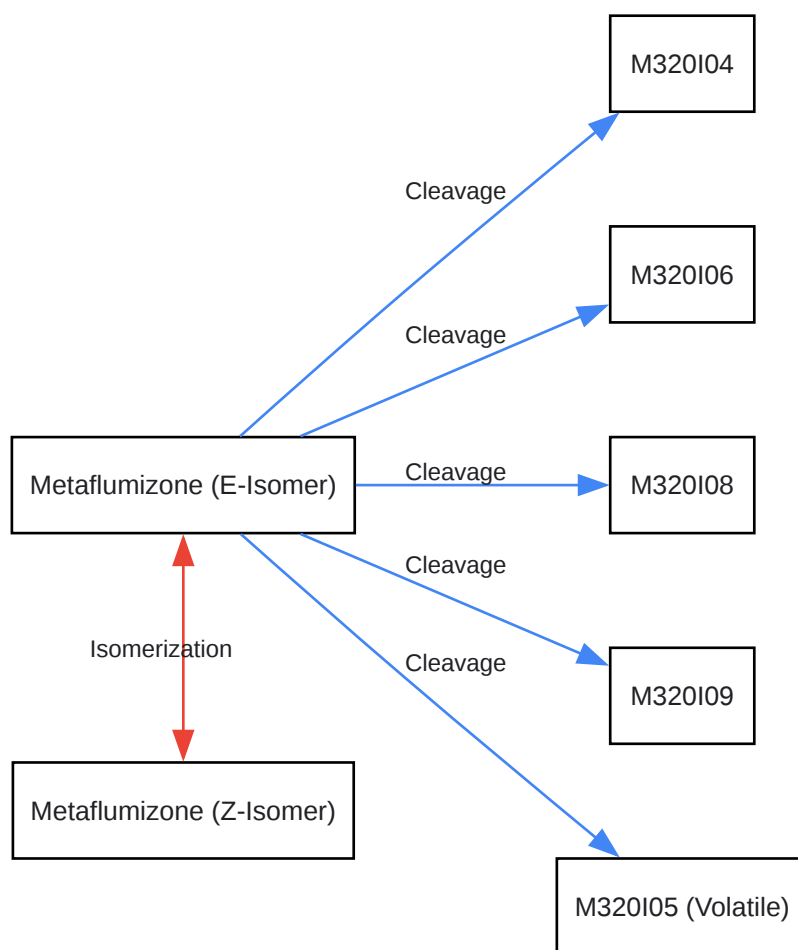 M320I04
Cleavage
M320I06
Cleavage
Metaflumizone (E-Isomer)
Cleavage
M320I08
Cleavage
Isomerization
Cleavage
M320I09
Metaflumizone (Z-Isomer)
M320I05 (Volatile)